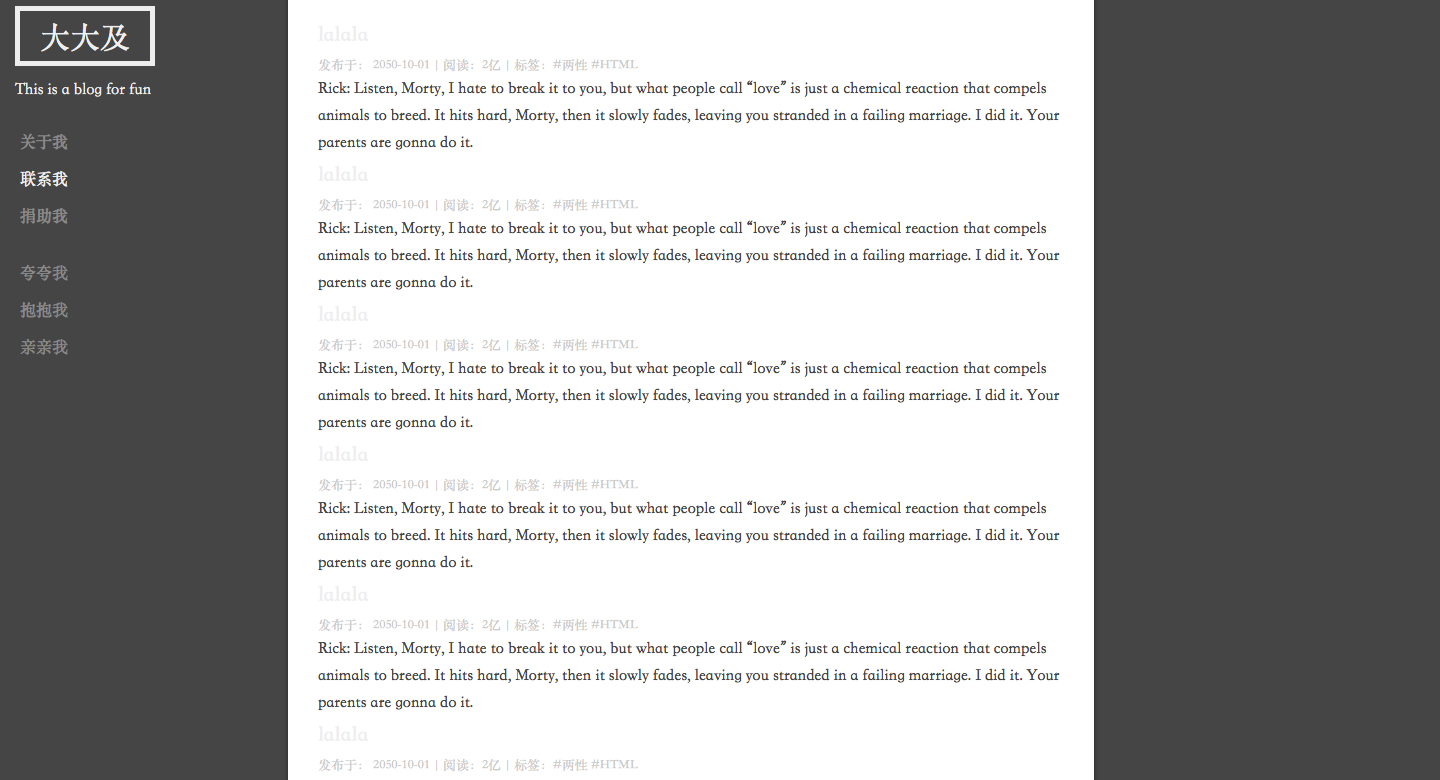 大大及
This is a blog for fun
关于我
联系我
捐助我
夸夸我
抱抱我
亲亲我
lalala
发布于： 2050-10-01 | 阅读：2亿 | 标签：#两性 #HTML
Rick: Listen, Morty, I hate to break it to you, but what people call “love” is just a chemical reaction that compels
animals to breed. It hits hard, Morty, then it slowly fades, leaving you stranded in a failing marriage. I did it. Your
parents are gonna do it.
lalala
发布于： 2050-10-01 | 阅读：2亿 | 标签：#两性 #HTML
Rick: Listen, Morty, I hate to break it to you, but what people call “love” is just a chemical reaction that compels
animals to breed. It hits hard, Morty, then it slowly fades, leaving you stranded in a failing marriage. I did it. Your
parents are gonna do it.
lalala
发布于： 2050-10-01 | 阅读：2亿 | 标签：#两性 #HTML
Rick: Listen, Morty, I hate to break it to you, but what people call “love” is just a chemical reaction that compels
animals to breed. It hits hard, Morty, then it slowly fades, leaving you stranded in a failing marriage. I did it. Your
parents are gonna do it.
lalala
发布于： 2050-10-01 | 阅读：2亿 | 标签：#两性 #HTML
Rick: Listen, Morty, I hate to break it to you, but what people call “love” is just a chemical reaction that compels
animals to breed. It hits hard, Morty, then it slowly fades, leaving you stranded in a failing marriage. I did it. Your
parents are gonna do it.
lalala
发布于： 2050-10-01 | 阅读：2亿 | 标签：#两性 #HTML
Rick: Listen, Morty, I hate to break it to you, but what people call “love” is just a chemical reaction that compels
animals to breed. It hits hard, Morty, then it slowly fades, leaving you stranded in a failing marriage. I did it. Your
parents are gonna do it.
lalala
发布于： 2050-10-01 | 阅读：2亿 | 标签：#两性 #HTML